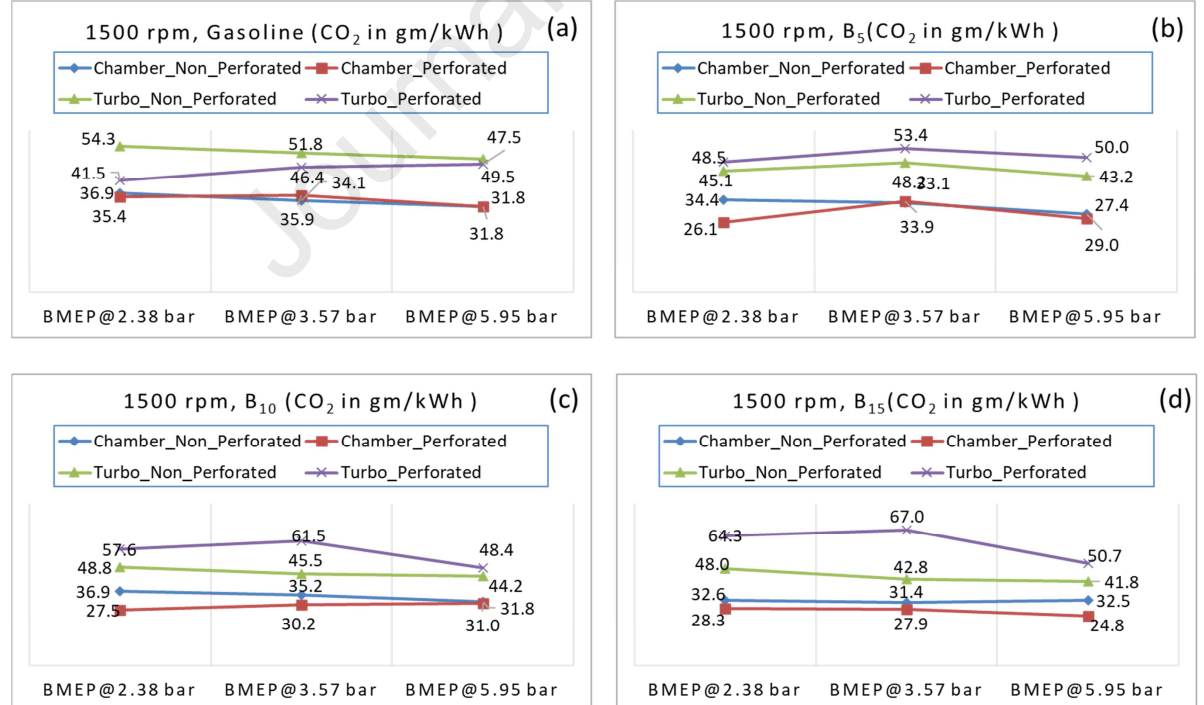 Journal
1500 rpm, Gasoline (CO2 in gm/kWh ) (a)
Chamber_Non_Perforated Chamber_Perforated
Turbo_Non_Perforated Turbo_Perforated
54.3 51.8 47.5
41.5 46.4 34.1 49.5
36.9 31.8
35.4 35.9 31.8
BMEP@2.38 bar BMEP@3.57 bar BMEP@5.95 bar
1500 rpm, B5(CO2 in gm/kWh ) (b)
Chamber_Non_Perforated Chamber_Perforated
Turbo_Non_Perforated Turbo_Perforated
48.5 53.4 50.0
45.1 48.2 33.1 43.2
34.4 27.4
26.1 33.9 29.0
BMEP@2.38 bar BMEP@3.57 bar BMEP@5.95 bar
1500 rpm, B10 (CO2 in gm/kWh ) (c)
Chamber_Non_Perforated Chamber_Perforated
Turbo_Non_Perforated Turbo_Perforated
57.6 61.5 48.4
48.8 45.5 44.2
36.9 35.2 31.8
27.5 30.2 31.0
BMEP@2.38 bar BMEP@3.57 bar BMEP@5.95 bar
1500 rpm, B15(CO2 in gm/kWh ) (d)
Chamber_Non_Perforated Chamber_Perforated
Turbo_Non_Perforated Turbo_Perforated
64.3 67.0 50.7
48.0 42.8 41.8
32.6 31.4 32.5
28.3 27.9 24.8
BMEP@2.38 bar BMEP@3.57 bar BMEP@5.95 bar